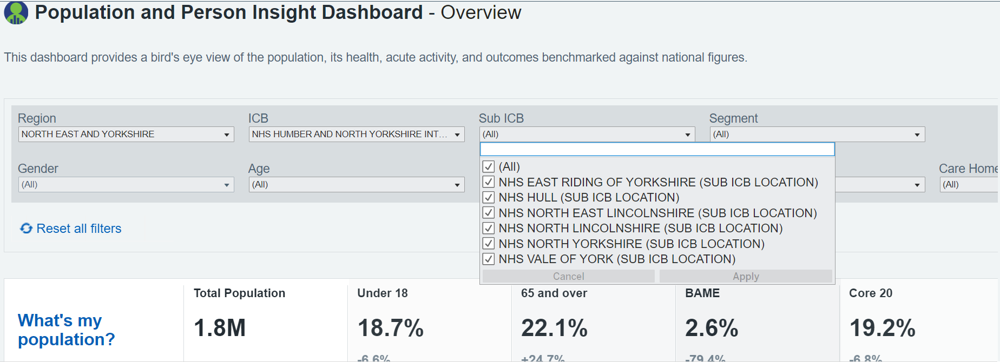 Population and Person Insight Dashboard - Overview
This dashboard provides a bird's eye view of the population, its health, acute activity, and outcomes benchmarked against national figures.
Region
ICB
Sub ICB
Segment
NORTH EAST AND YORKSHIRE
NHS HUMBER AND NORTH YORKSHIRE INT...
(All)
(All)
Gender
Age
Care Home
(All)
(All)
(All)
(All)
NHS EAST RIDING OF YORKSHIRE (SUB ICB LOCATION)
NHS HULL (SUB ICB LOCATION)
NHS NORTH EAST LINCOLNSHIRE (SUB ICB LOCATION)
NHS NORTH LINCOLNSHIRE (SUB ICB LOCATION)
NHS NORTH YORKSHIRE (SUB ICB LOCATION)
NHS VALE OF YORK (SUB ICB LOCATION)
Cancel
Apply
Reset all filters
What's my
population?
Total Population
1.8M
Under 18
18.7%
-6.6%
65 and over
22.1%
+24.7%
BAME
2.6%
-79.4%
Core 20
19.2%
-6.8%